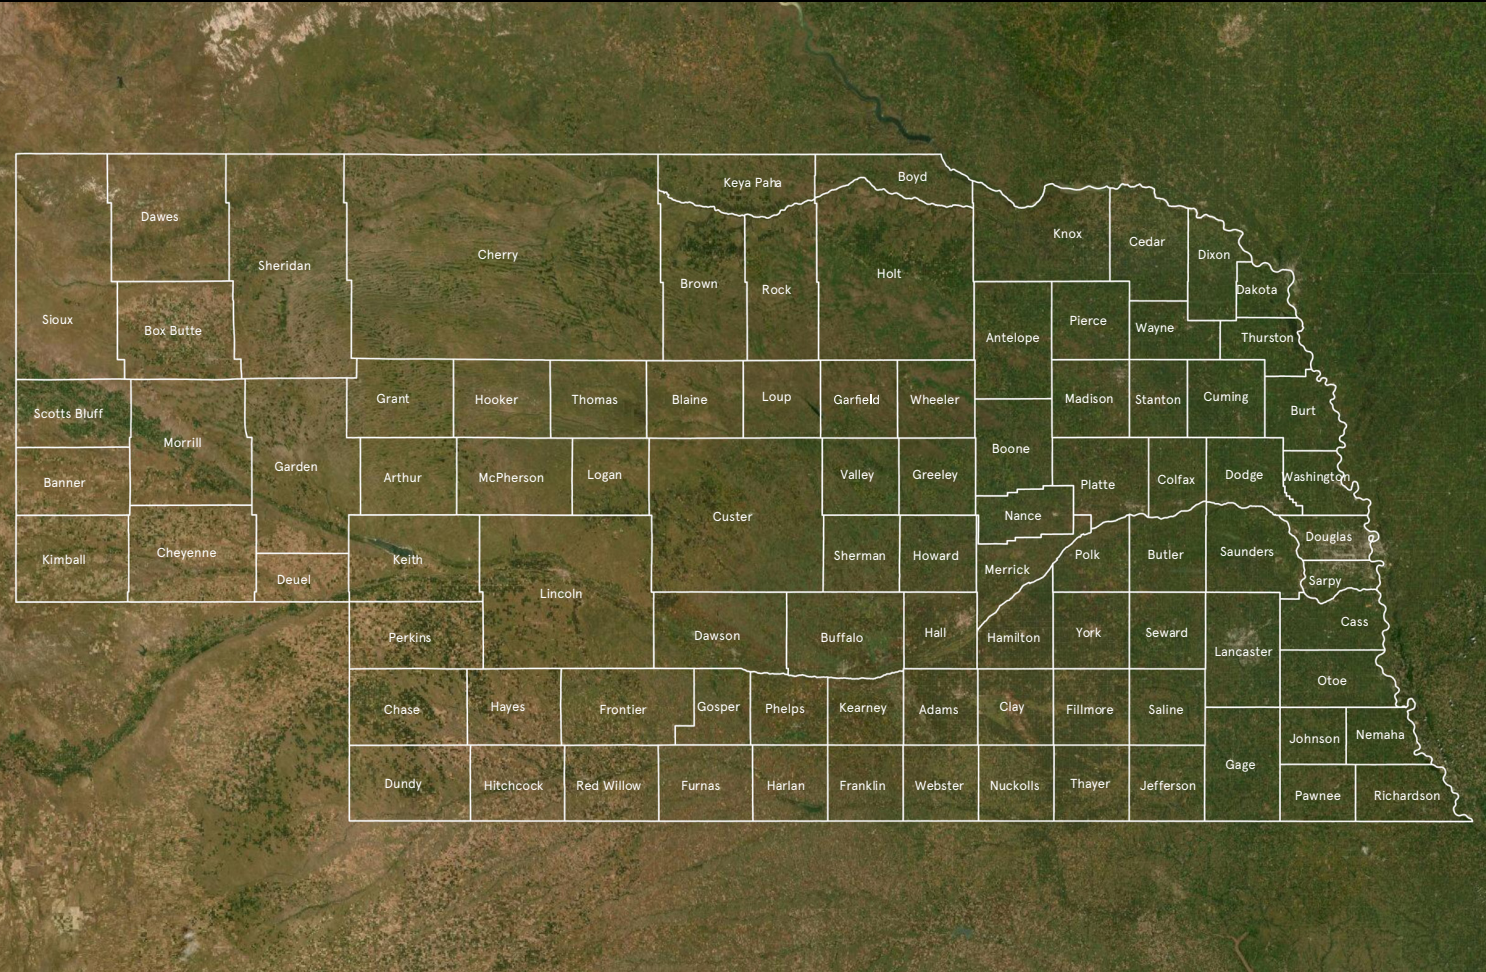 Keya Paha
Boyd
Dawes
Knox
Cedar
Dixon
Cherry
Sheridan
Holt
Brown
Rock
Dakota
Sioux
Box Butte
Pierce
Wayne
Antelope
Thurston
Grant
Hooker
Thomas
Blaine
Loup
Garfield
Wheeler
Madison
Stanton
Cuming
Burt
Scotts Bluff
Morrill
Boone
Garden
Arthur
McPherson
Logan
Valley
Greeley
Platte
Colfax
Dodge
Washington
Banner
Custer
Nance
Douglas
Kimball
Cheyenne
Keith
Sherman
Howard
Merrick
Polk
Butler
Saunders
Deuel
Sarpy
Lincoln
Cass
Perkins
Dawson
Buffalo
Hall
Hamilton
York
Seward
Lancaster
Otoe
Chase
Hayes
Frontier
Gosper
Phelps
Kearney
Adams
Clay
Fillmore
Saline
Johnson
Nemaha
Gage
Dundy
Hitchcock
Red Willow
Furnas
Harlan
Franklin
Webster
Nuckolls
Thayer
Jefferson
Pawnee
Richardson